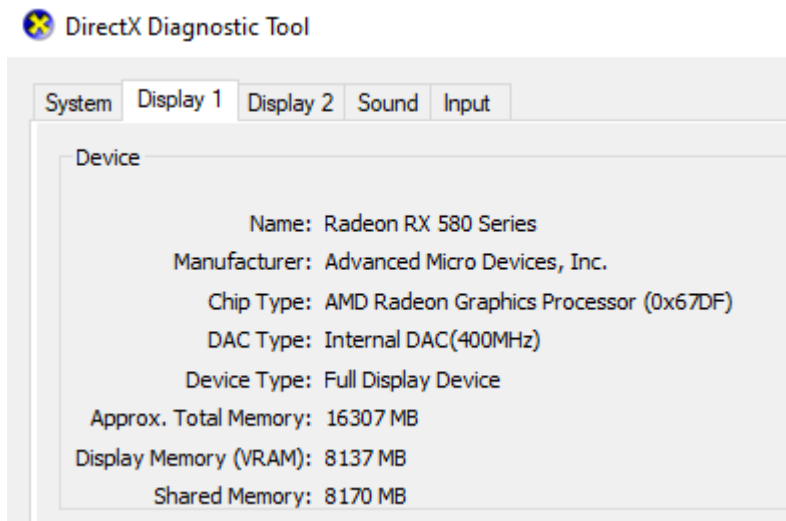 DirectX Diagnostic Tool
System Display 1 Display 2 Sound Input
Device
Name: Radeon RX 580 Series
Manufacturer: Advanced Micro Devices, Inc.
Chip Type: AMD Radeon Graphics Processor (0x67DF)
DAC Type: Internal DAC(400MHz)
Device Type: Full Display Device
Approx. Total Memory: 16307 MB
Display Memory (VRAM): 8137 MB
Shared Memory: 8170 MB